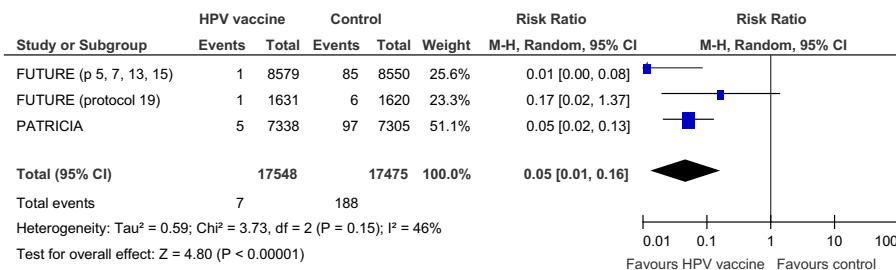 HPV vaccine Control Risk Ratio Risk Ratio
Study or Subgroup Events Total Events Total Weight M-H, Random, 95% CI M-H, Random, 95% CI
FUTURE (p 5, 7, 13, 15) 1 8579 85 8550 25.6% 0.01 [0.00, 0.08]
FUTURE (protocol 19) 1 1631 6 1620 23.3% 0.17 [0.02, 1.37]
PATRICIA 5 7338 97 7305 51.1% 0.05 [0.02, 0.13]
Total (95% CI) 17548 17475 100.0% 0.05 [0.01, 0.16]
Total events 7 188
Heterogeneity: Tau² = 0.59; Chi² = 3.73, df = 2 (P = 0.15); I² = 46%
Test for overall effect: Z = 4.80 (P < 0.00001)
0.01 0.1 1 10 100
Favours HPV vaccine Favours control